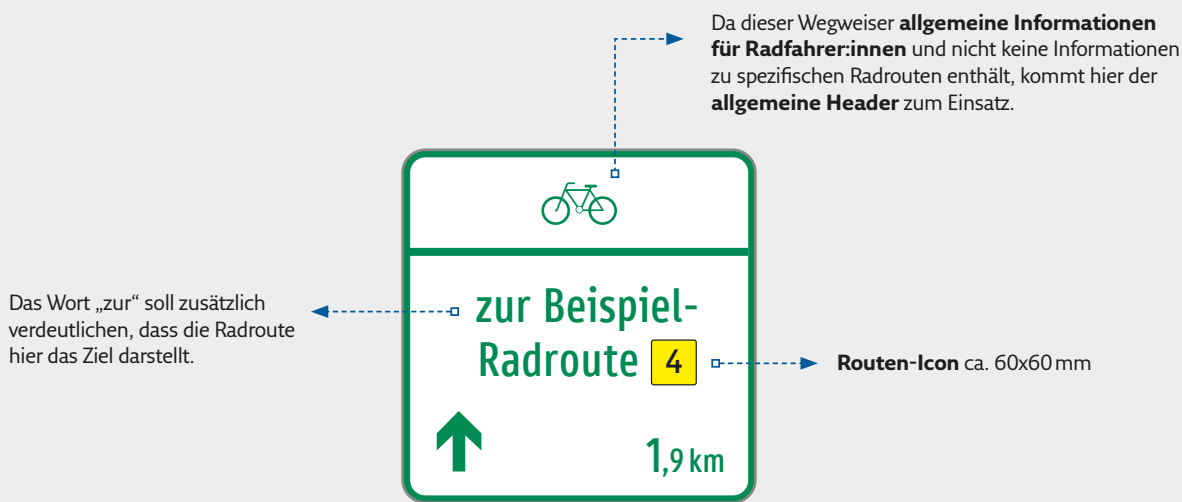 Da dieser Wegweiser allgemeine Informationen
für Radfahrer:innen und nicht keine Informationen
zu spezifischen Radrouten enthält, kommt hier der
allgemeine Header zum Einsatz.
Das Wort „zur“ soll zusätzlich
verdeutlichen, dass die Radroute
hier das Ziel darstellt.
zur Beispiel-
Radroute 4
1,9 km
Routen-Icon ca. 60x60 mm